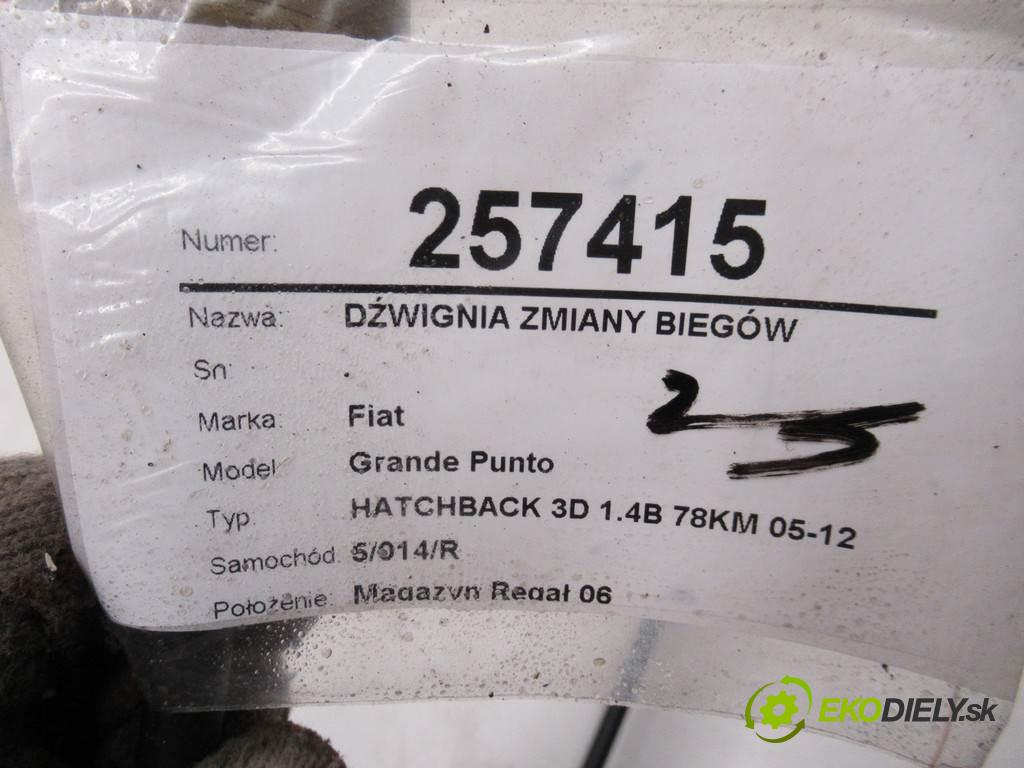 Numer: 257415
Nazwa: DŹWIGNIA ZMIANY BIEGÓW
Sn: .
Marka: Fiat
Model: Grande Punto
Typ: HATCHBACK 3D 1.4B 78KM 05-12
Samochód: 5/014/R
Położenie: Magazyn Regał 06
25
EKODIELY.sk